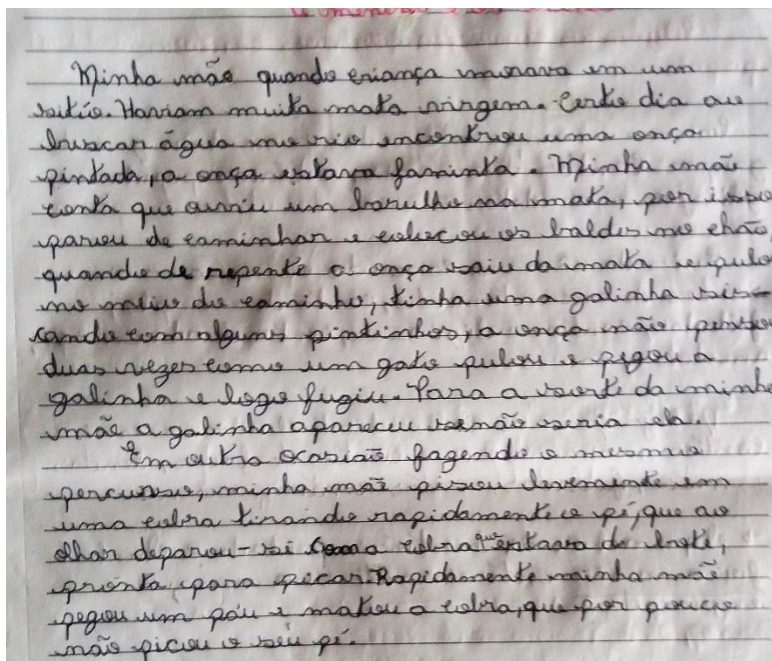 Minha mãe quando criança morava em um
sítio. Haviam muita mata virgem. Certo dia ao
buscar água no rio encontrou uma onça
pintada, a onça estava faminta. Minha mãe
conta que ouviu um barulho na mata, por isso
parou de caminhar e colocou os baldes no chão,
quando de repente a onça saiu da mata e pulo
no meio do caminho, tinha uma galinha sis-
cando com alguns pintinhos, a onça não pensou
duas vezes como um gato pulou e pegou a
galinha e logo fugiu. Para a sorte da minha
mãe a galinha apareceu senão seria ela.
Em outra ocasião fazendo o mesmo
percurso, minha mãe pisou levemente em
uma cobra tirando rapidamente o pé, que ao
olhar deparou-si com a cobra que estava de bote,
pronta para picar. Rapidamente minha mãe
pegou um pau e matou a cobra, que por pouco
não picou o seu pé.